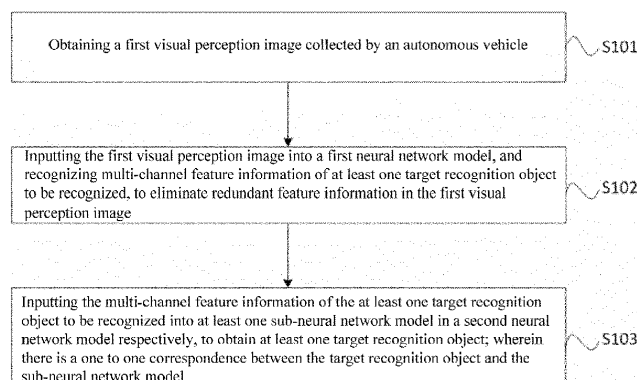 Obtaining a first visual perception image collected by an autonomous vehicle
S101
Inputting the first visual perception image into a first neural network model, and
recognizing multi-channel feature information of at least one target recognition object
to be recognized, to eliminate redundant feature information in the first visual
perception image
S102
Inputting the multi-channel feature information of the at least one target recognition
object to be recognized into at least one sub-neural network model in a second neural
network model respectively, to obtain at least one target recognition object; wherein
there is a one to one correspondence between the target recognition object and the
sub-neural network model
S103